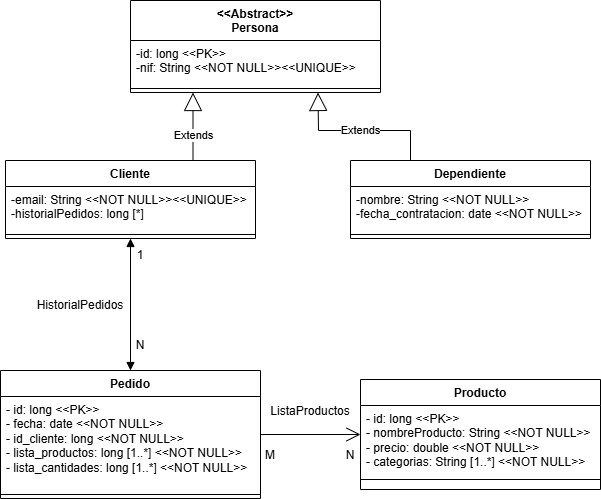 <<Abstract>>
Persona
-id: long <<PK>>
-nif: String <<NOT NULL>><<UNIQUE>>
Extends
Extends
Cliente
-email: String <<NOT NULL>><<UNIQUE>>
-historialPedidos: long [*]
Dependiente
-nombre: String <<NOT NULL>>
-fecha_contratacion: date <<NOT NULL>>
1
HistorialPedidos
N
Pedido
- id: long <<PK>>
- fecha: date <<NOT NULL>>
- id_cliente: long <<NOT NULL>>
- lista_productos: long [1..*] <<NOT NULL>>
- lista_cantidades: long [1..*] <<NOT NULL>>
ListaProductos
M
N
Producto
- id: long <<PK>>
- nombreProducto: String <<NOT NULL>>
- precio: double <<NOT NULL>>
- categorias: String [1..*] <<NOT NULL>>